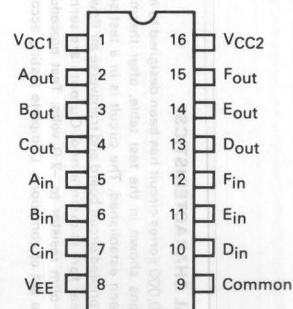 VCC1 1 16 VCC2
Aout 2 15 Fout
Bout 3 14 Eout
Cout 4 13 Dout
Ain 5 12 Fin
Bin 6 11 Ein
Cin 7 10 Din
VEE 8 9 Common